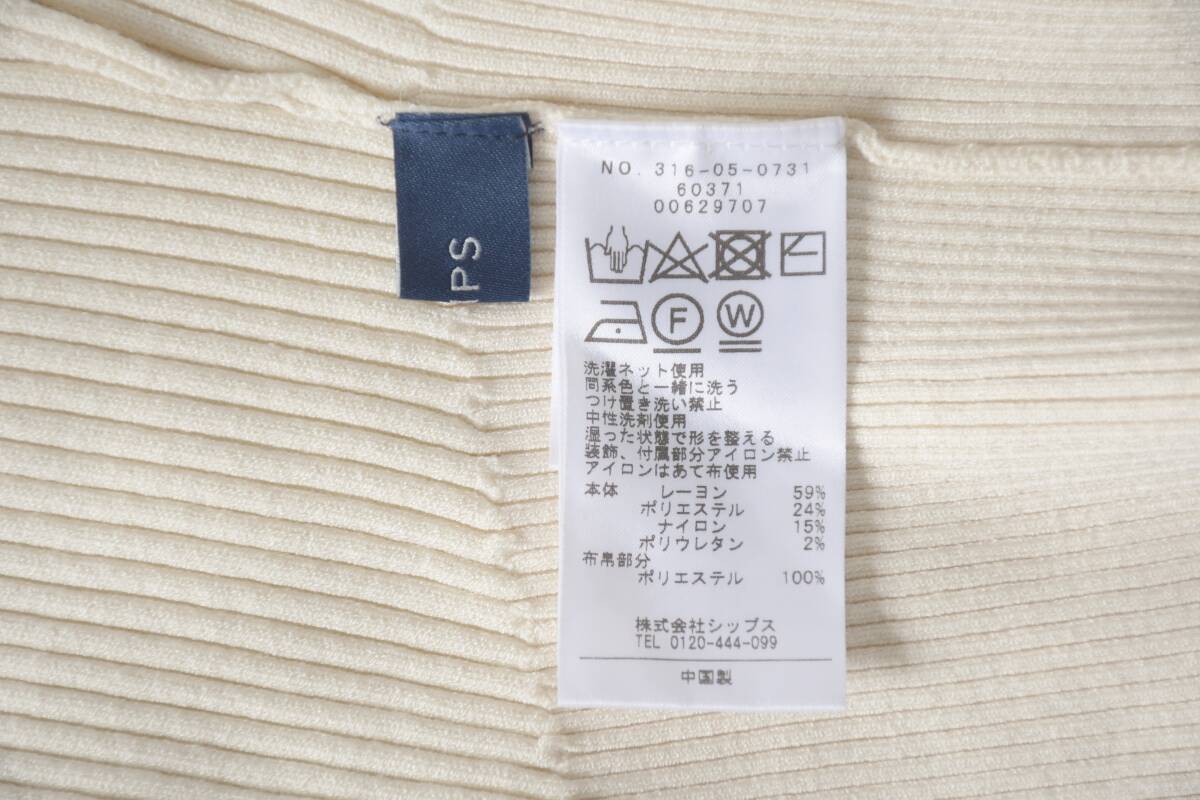 IPS
NO. 316-05-0731
60371
00629707
F
W
洗濯ネット使用
同系色と一緒に洗う
つけ置き洗い禁止
中性洗剤使用
湿った状態で形を整える
装飾、付属部分アイロン禁止
アイロンはあて布使用
本体 レーヨン 59%
ポリエステル 24%
ナイロン 15%
ポリウレタン 2%
布帛部分
ポリエステル 100%
株式会社シップス
TEL 0120-444-099
中国製